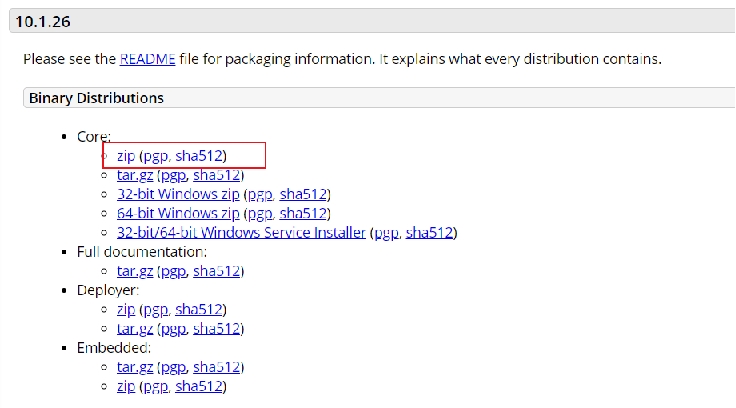 10.1.26
Please see the README file for packaging information. It explains what every distribution contains.
Binary Distributions
Core:
zip (pgp, sha512)
tar.gz (pgp, sha512)
32-bit Windows zip (pgp, sha512)
64-bit Windows zip (pgp, sha512)
32-bit/64-bit Windows Service Installer (pgp, sha512)
Full documentation:
tar.gz (pgp, sha512)
Deployer:
zip (pgp, sha512)
tar.gz (pgp, sha512)
Embedded:
tar.gz (pgp, sha512)
zip (pgp, sha512)